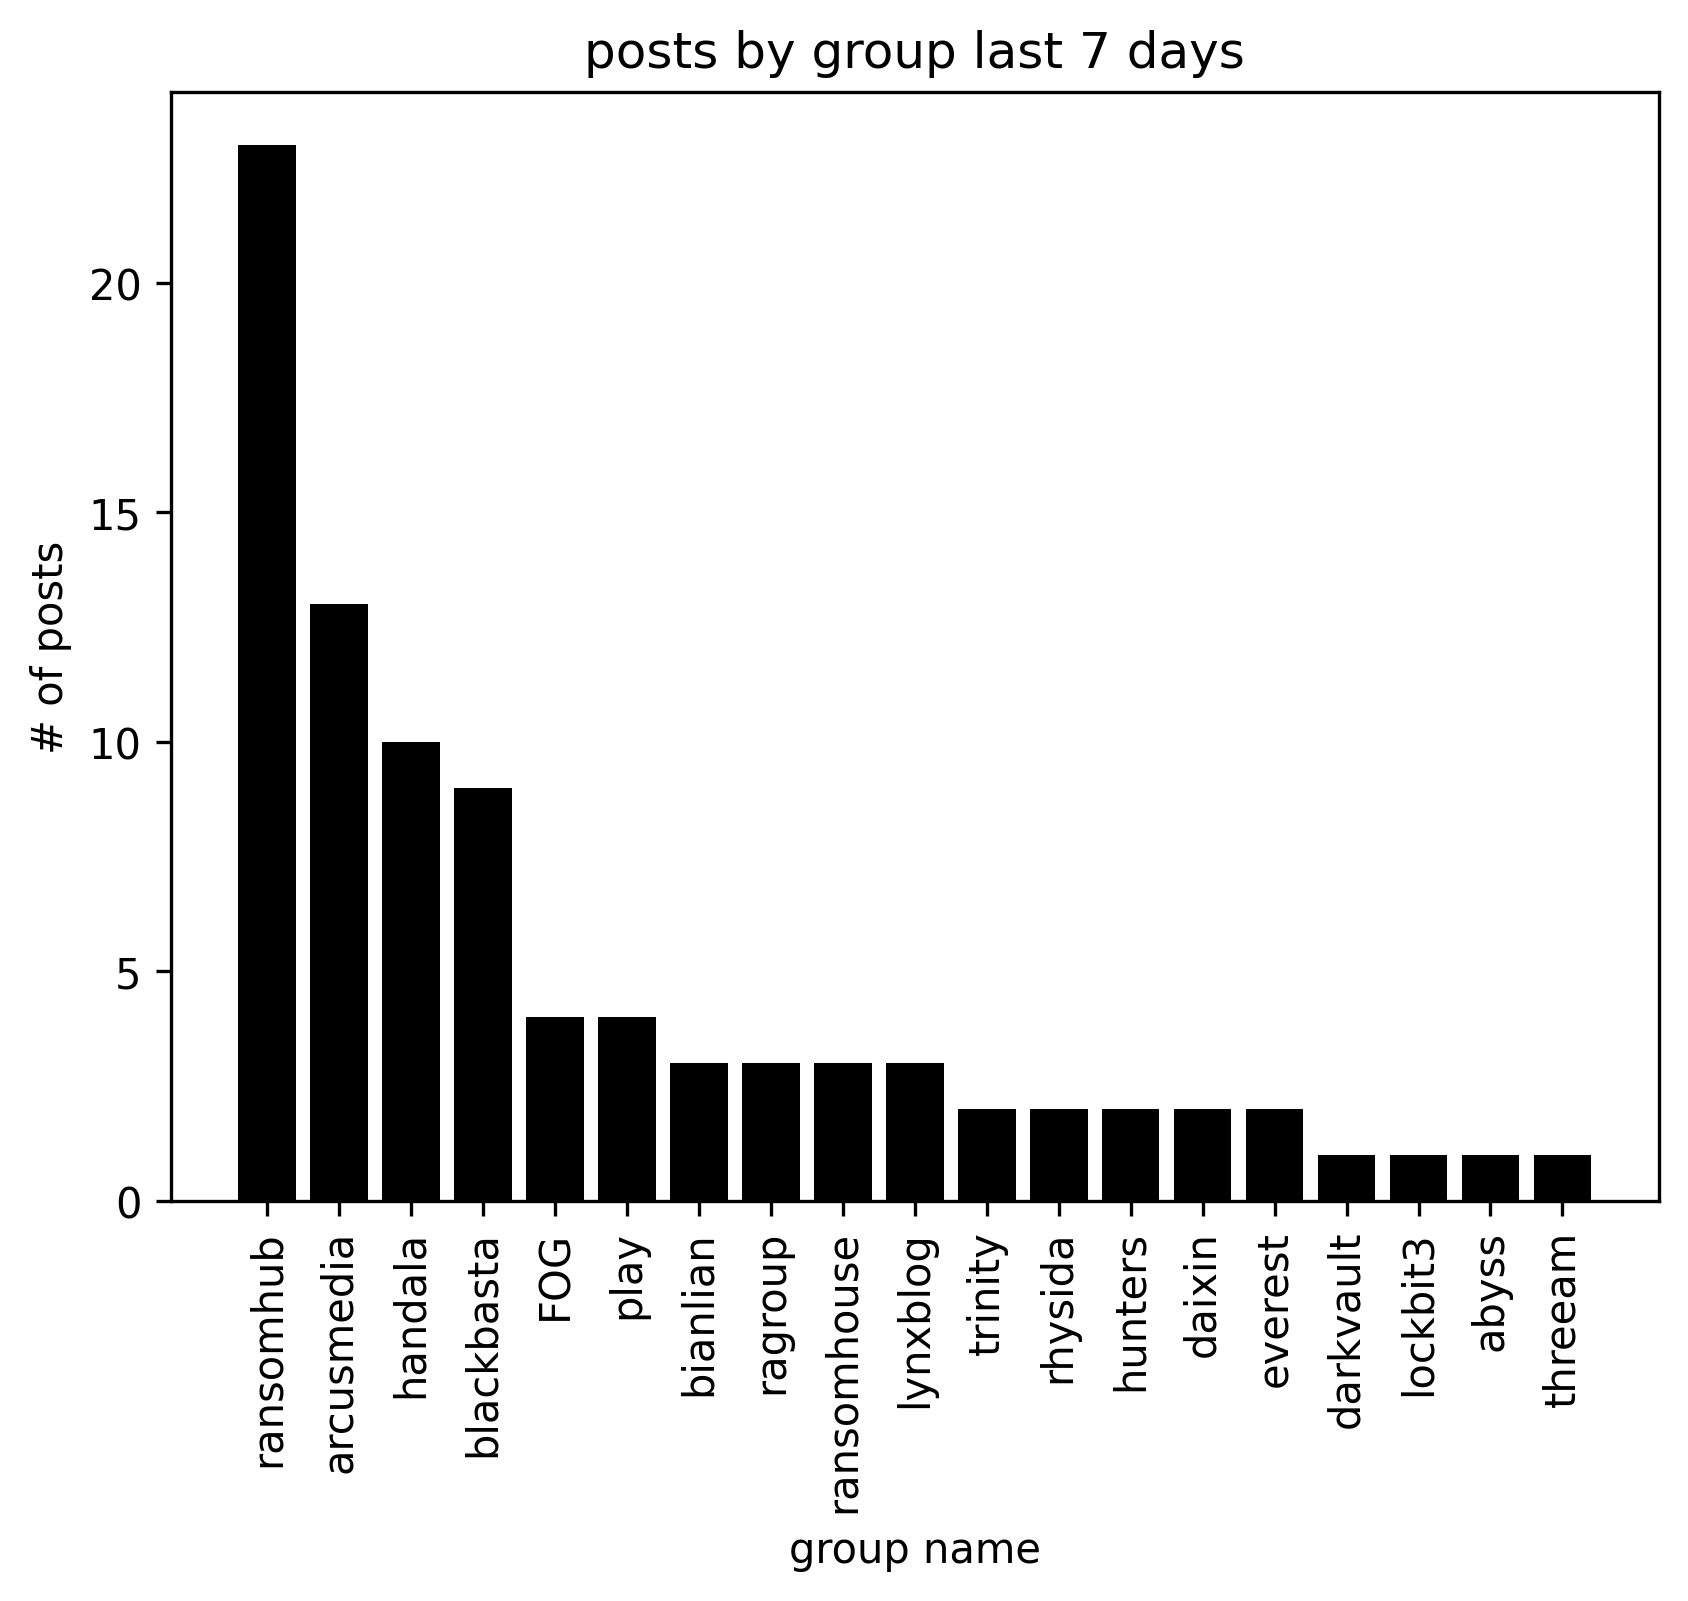 posts by group last 7 days
# of posts
20
15
10
5
0
ransomhub
arcusmedia
handala
blackbasta
FOG
play
bianlian
ragroup
ransomhouse
lynxblog
trinity
rhysida
hunters
daixin
everest
darkvault
lockbit3
abyss
threeam
group name